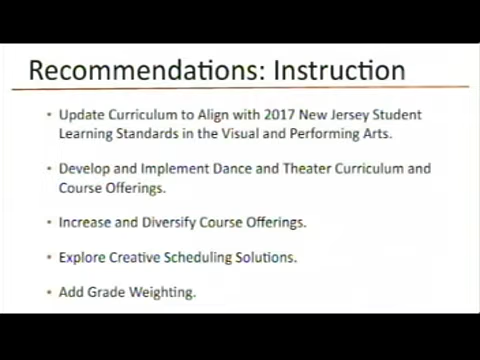 Recommendations: Instruction
• Update Curriculum to Align with 2017 New Jersey Student
Learning Standards in the Visual and Performing Arts.
• Develop and Implement Dance and Theater Curriculum and
Course Offerings.
• Increase and Diversify Course Offerings.
• Explore Creative Scheduling Solutions.
• Add Grade Weighting.